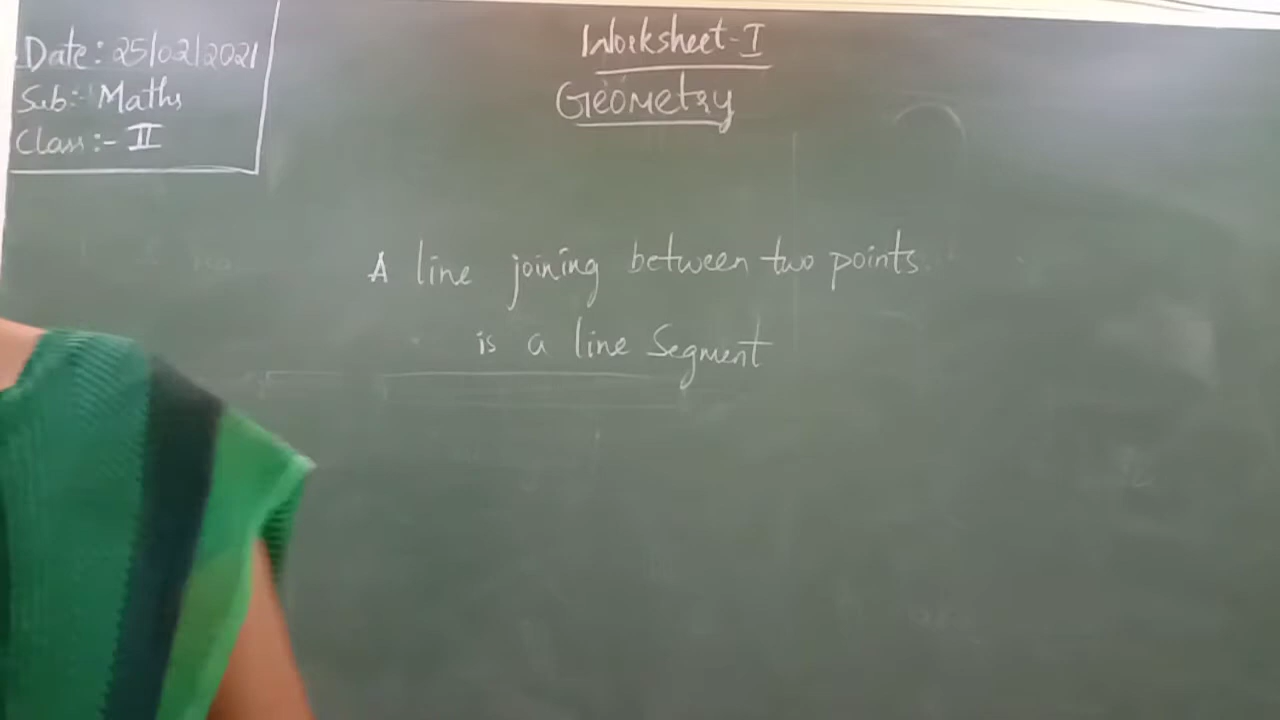 Date: 25/02/2021
Sub:- Maths
Class:- II
Worksheet-I
Geometry
A line joining between two points.
is a line Segment